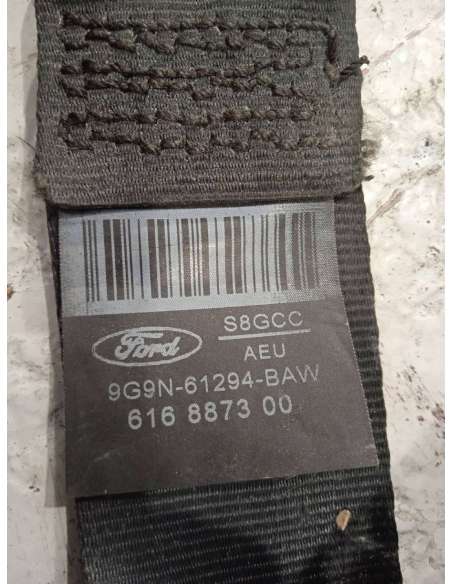 S8GCC
Ford
AEU
9G9N-61294-BAW
616 8873 00